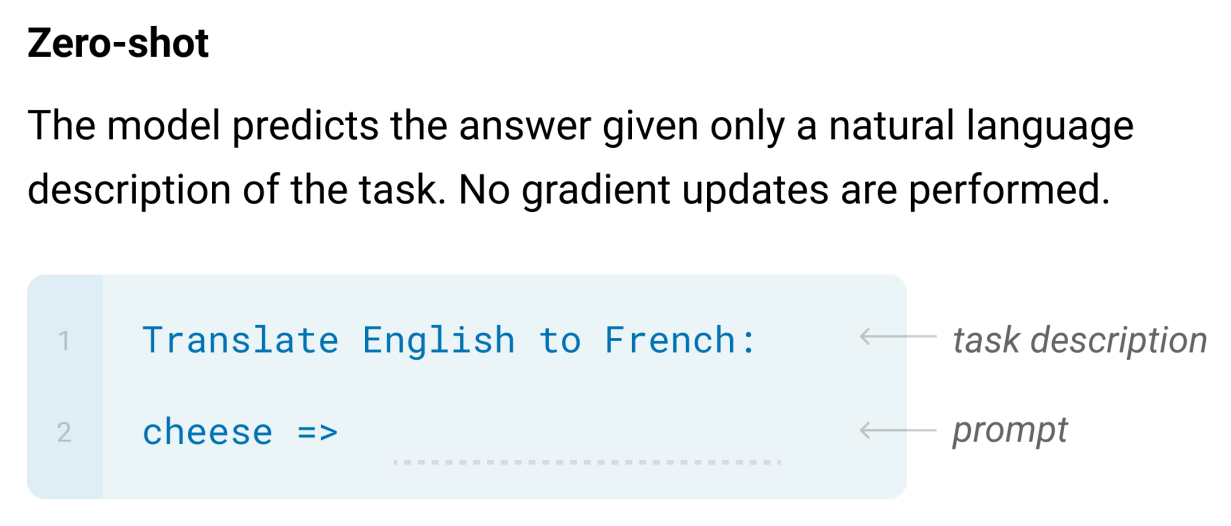 Zero-shot
The model predicts the answer given only a natural language
description of the task. No gradient updates are performed.
1 Translate English to French: task description
2 cheese => prompt